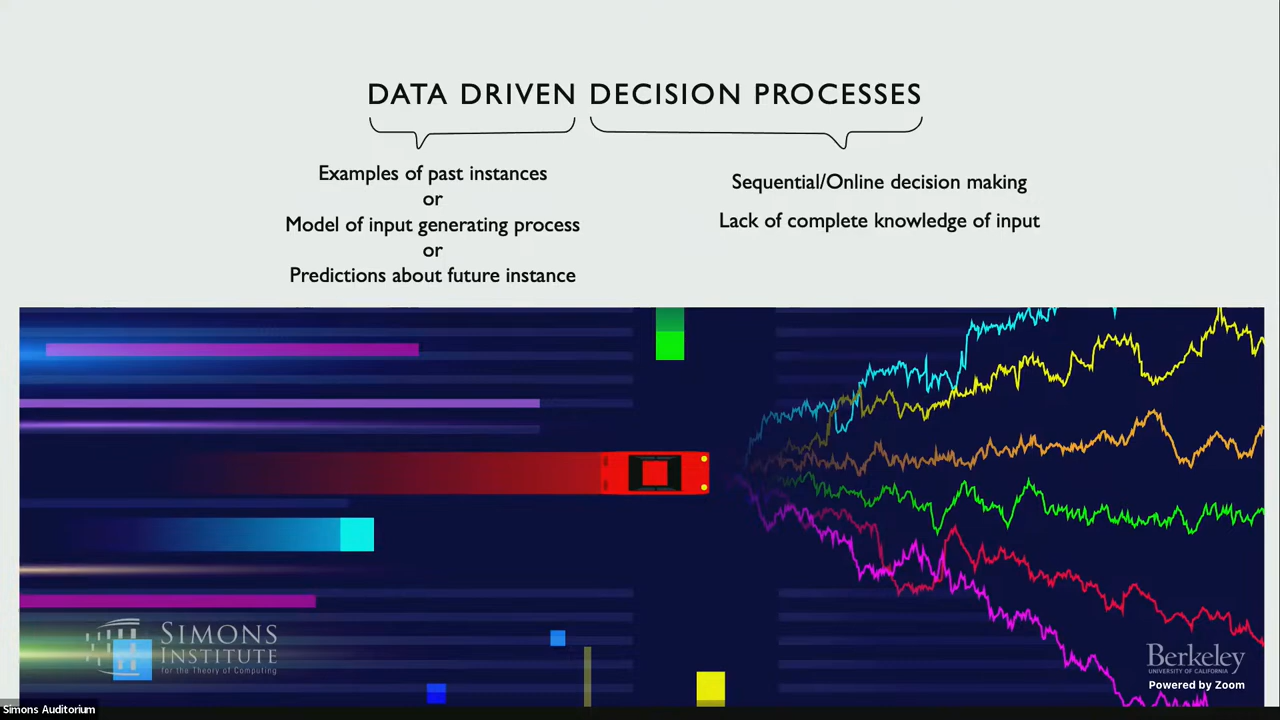 DATA DRIVEN DECISION PROCESSES
Examples of past instances
or
Model of input generating process
or
Predictions about future instance
Sequential/Online decision making
Lack of complete knowledge of input
SIMONS
INSTITUTE
for the Theory of Computing
Berkeley
UNIVERSITY OF CALIFORNIA
Powered by Zoom
Simons Auditorium